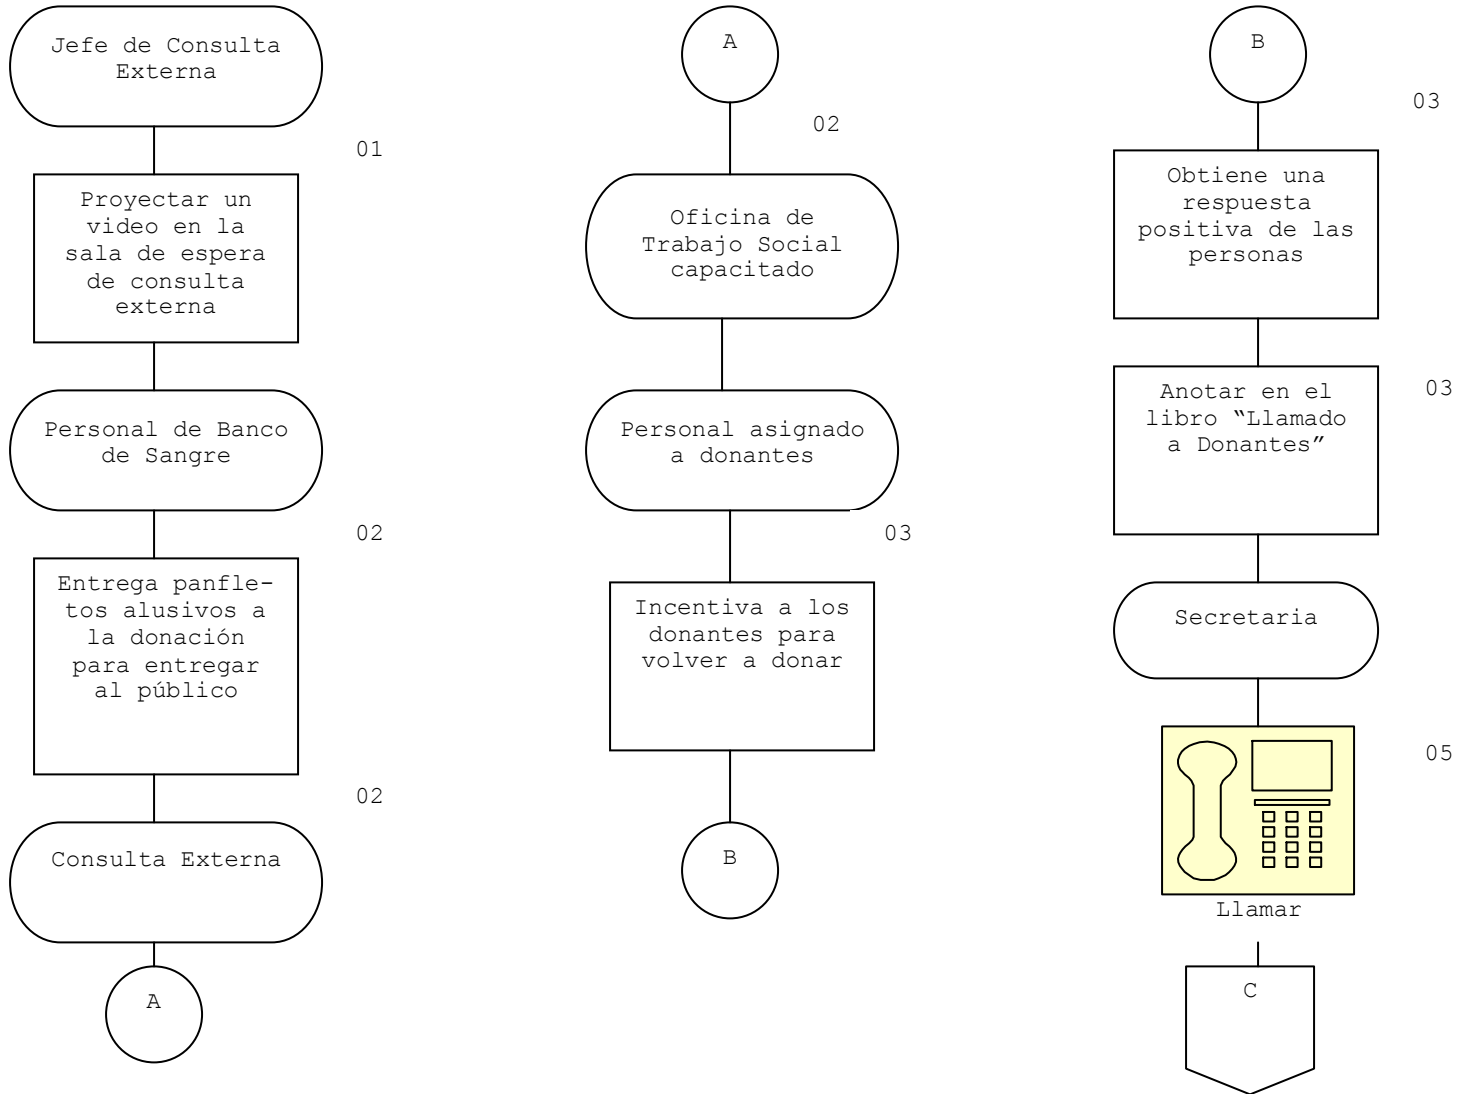 Jefe de Consulta
Externa
01
Proyectar un
video en la
sala de espera
de consulta
externa
Personal de Banco
de Sangre
02
Entrega panfle-
tos alusivos a
la donación
para entregar
al público
02
Consulta Externa
A
A
02
Oficina de
Trabajo Social
capacitado
Personal asignado
a donantes
03
Incentiva a los
donantes para
volver a donar
B
B
03
Obtiene una
respuesta
positiva de las
personas
Anotar en el
libro “Llamado
a Donantes”
03
Secretaria
05
Llamar
C